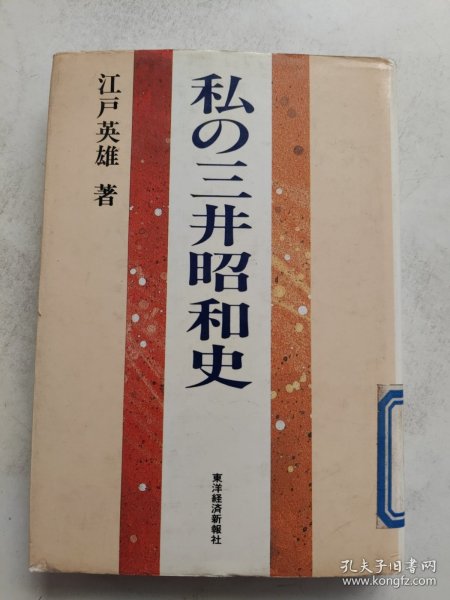 私の三井昭和史
江戸英雄 著
東洋経済新報社
孔夫子旧书网
www.kongfz.com